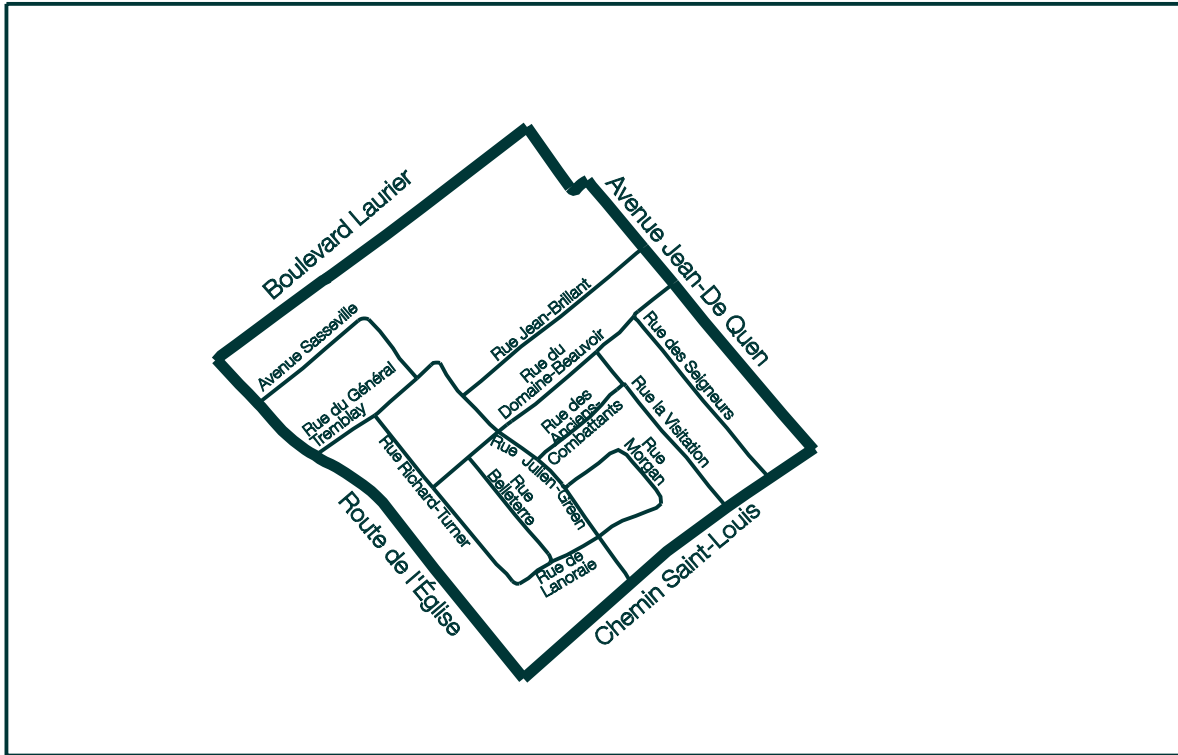 Boulevard Laurier
Avenue Jean-De Quen
Avenue Sasseville
Rue Jean-Brillant
Rue du Général
Tremblay
Rue du
Domaine-Beauvoir
Rue des Seigneurs
Rue des
Anciens-
Combattants
Rue la Visitation
Rue Richard-Turner
Rue Julien-Green
Rue
Belleterre
Rue
Morgan
Rue de
Lanoraie
Route de l'Église
Chemin Saint-Louis